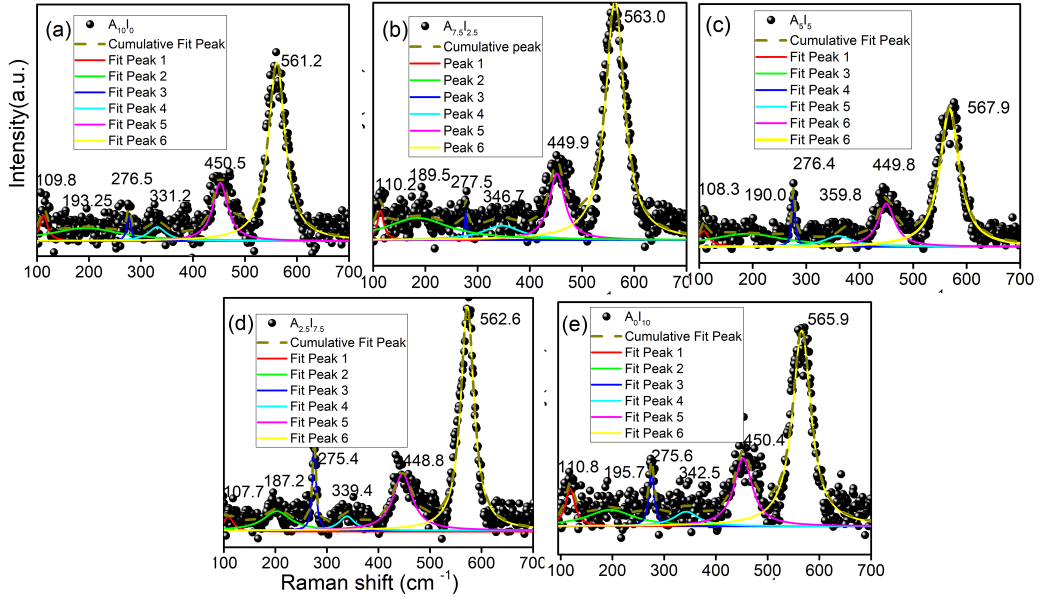 (a)
A10I0
Cumulative Fit Peak
Fit Peak 1
Fit Peak 2
Fit Peak 3
Fit Peak 4
Fit Peak 5
Fit Peak 6
109.8
193.25
276.5
331.2
450.5
561.2
100 200 300 400 500 600 700
Intensity(a.u.)
(b)
A7.5I2.5
Cumulative peak
Peak 1
Peak 2
Peak 3
Peak 4
Peak 5
Peak 6
110.2
189.5
277.5
346.7
449.9
563.0
100 200 300 400 500 600 700
(c)
A5I5
Cumulative Fit Peak
Fit Peak 1
Fit Peak 3
Fit Peak 4
Fit Peak 5
Fit Peak 6
Fit Peak 6
108.3
190.0
276.4
359.8
449.8
567.9
100 200 300 400 500 600 700
(d)
A2.5I7.5
Cumulative Fit Peak
Fit Peak 1
Fit Peak 2
Fit Peak 3
Fit Peak 4
Fit Peak 5
Fit Peak 6
107.7
187.2
275.4
339.4
448.8
562.6
100 200 300 400 500 600 700
Raman shift (cm -1)
(e)
A0I10
Cumulative Fit Peak
Fit Peak 1
Fit Peak 2
Fit Peak 3
Fit Peak 4
Fit Peak 5
Fit Peak 6
110.8
195.7
275.6
342.5
450.4
565.9
100 200 300 400 500 600 700